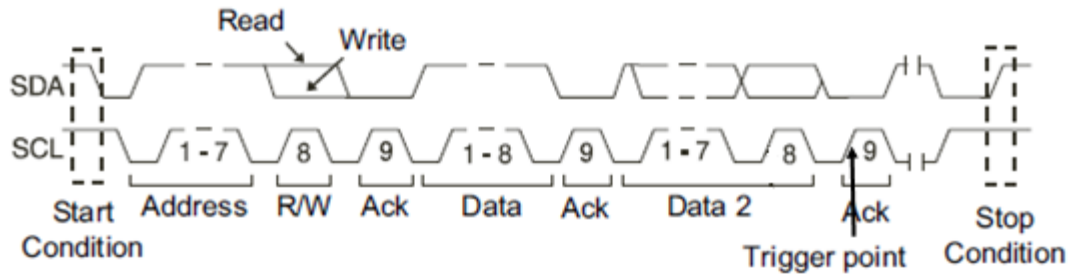 Read
Write
SDA
SCL
1 - 7
8
9
1 - 8
9
1 - 7
8
9
Start
Condition
Address
R/W
Ack
Data
Ack
Data 2
Ack
Trigger point
Stop
Condition